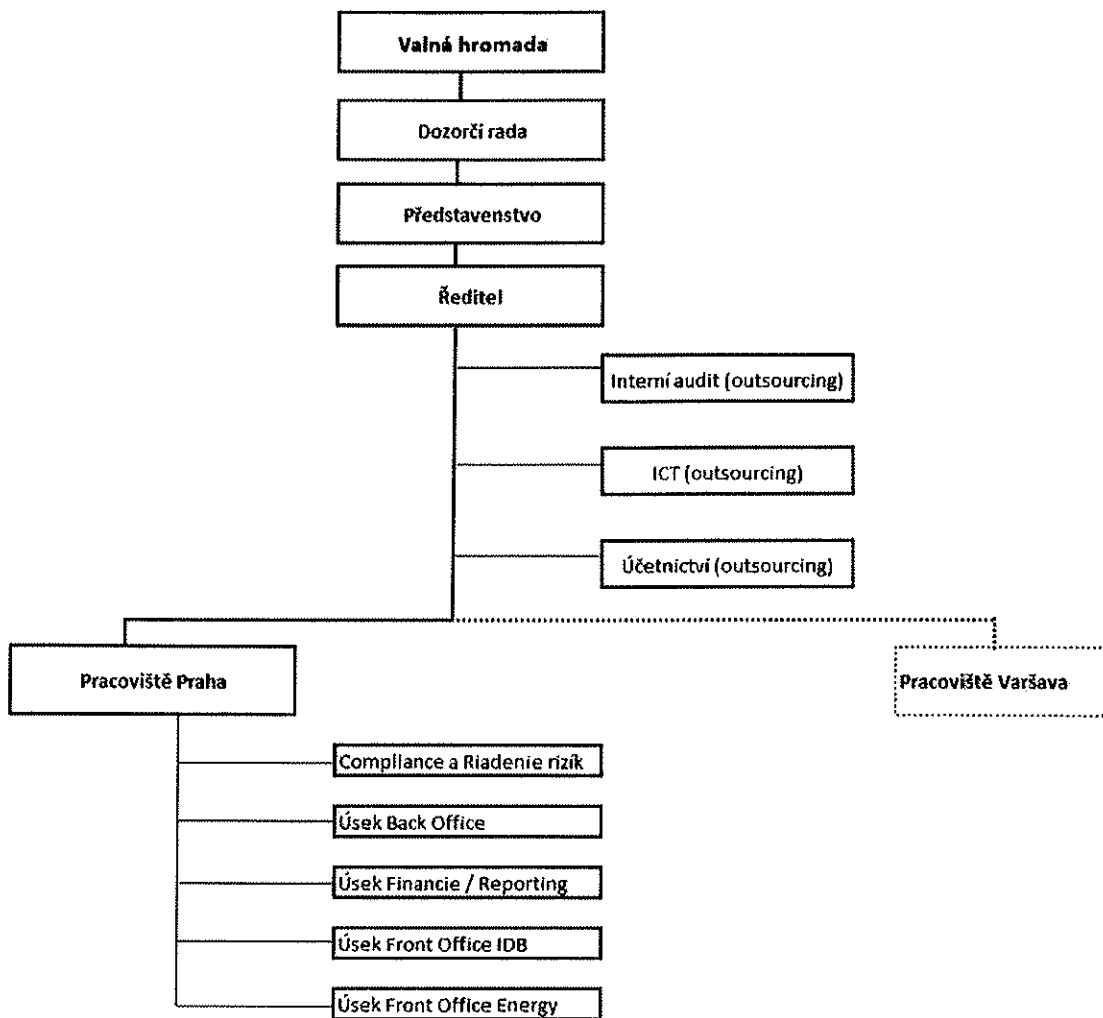 Valná hromada
Dozorčí rada
Představenstvo
Ředitel
Interní audit (outsourcing)
ICT (outsourcing)
Účetnictví (outsourcing)
Pracoviště Praha
Pracoviště Varšava
Compliance a Riadenie rizík
Úsek Back Office
Úsek Financie / Reporting
Úsek Front Office IDB
Úsek Front Office Energy